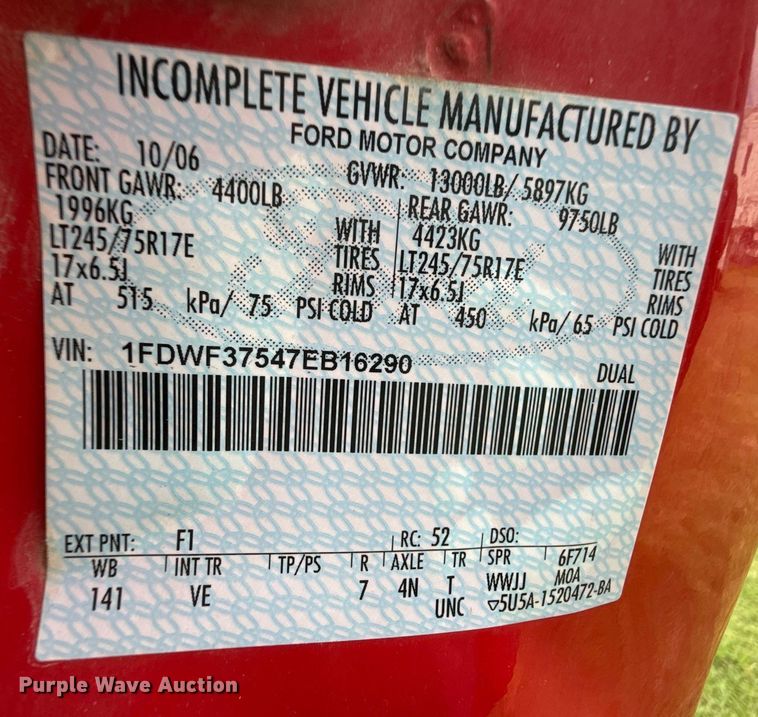 INCOMPLETE VEHICLE MANUFACTURED BY
FORD MOTOR COMPANY
DATE: 10/06 GVWR: 13000LB/ 5897KG
FRONT GAWR: 4400LB REAR GAWR: 9750LB
1996KG WITH 4423KG WITH
LT245/75R17E TIRES LT245/75R17E TIRES
17x6.5J RIMS 17x6.5J RIMS
AT 515 kPa/ 75 PSI COLD AT 450 kPa/ 65 PSI COLD
VIN: 1FDWF37547EB16290 DUAL
EXT PNT: F1 RC: 52 DSO:
WB INT TR TP/PS R AXLE TR SPR 6F714
141 VE 7 4N T WWJJ MOA
UNC ▽5U5A-1520472-BA
Purple Wave Auction